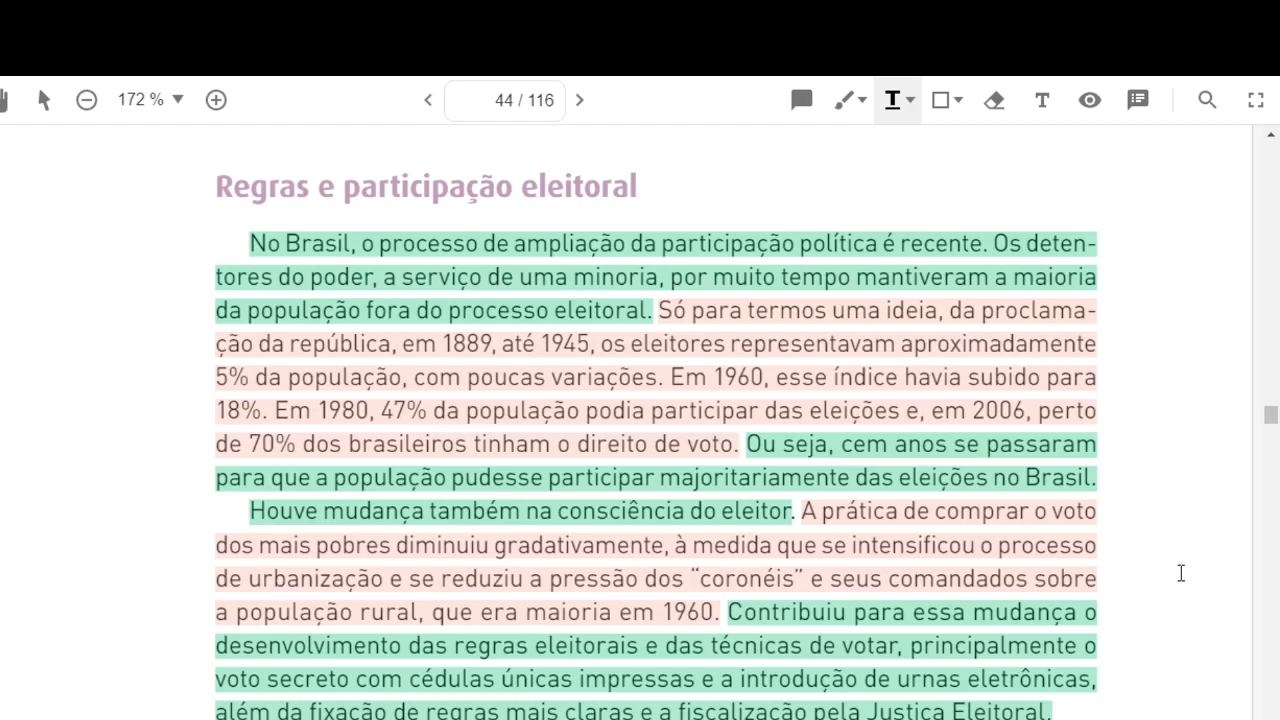 172 %
44 / 116
T
T
Regras e participação eleitoral
No Brasil, o processo de ampliação da participação política é recente. Os deten-
tores do poder, a serviço de uma minoria, por muito tempo mantiveram a maioria
da população fora do processo eleitoral. Só para termos uma ideia, da proclama-
ção da república, em 1889, até 1945, os eleitores representavam aproximadamente
5% da população, com poucas variações. Em 1960, esse índice havia subido para
18%. Em 1980, 47% da população podia participar das eleições e, em 2006, perto
de 70% dos brasileiros tinham o direito de voto. Ou seja, cem anos se passaram
para que a população pudesse participar majoritariamente das eleições no Brasil.
Houve mudança também na consciência do eleitor. A prática de comprar o voto
dos mais pobres diminuiu gradativamente, à medida que se intensificou o processo
de urbanização e se reduziu a pressão dos “coronéis” e seus comandados sobre
a população rural, que era maioria em 1960. Contribuiu para essa mudança o
desenvolvimento das regras eleitorais e das técnicas de votar, principalmente o
voto secreto com cédulas únicas impressas e a introdução de urnas eletrônicas,
além da fixação de regras mais claras e a fiscalização pela Justiça Eleitoral.